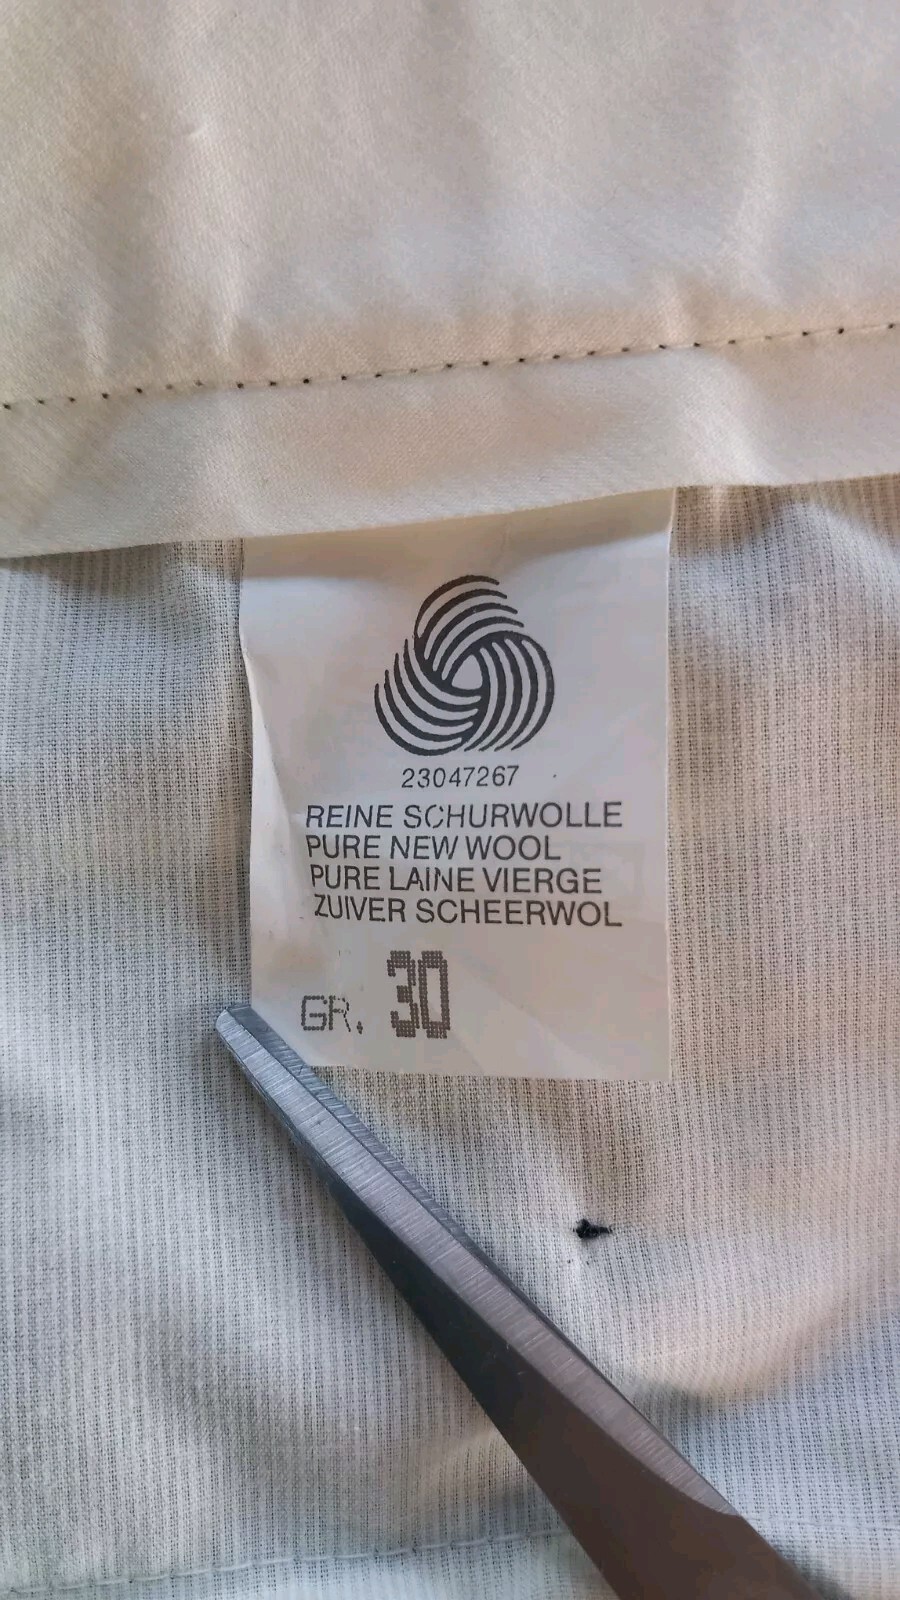 23047267
REINE SCHURWOLLE
PURE NEW WOOL
PURE LAINE VIERGE
ZUIVER SCHEERWOL
GR. 30